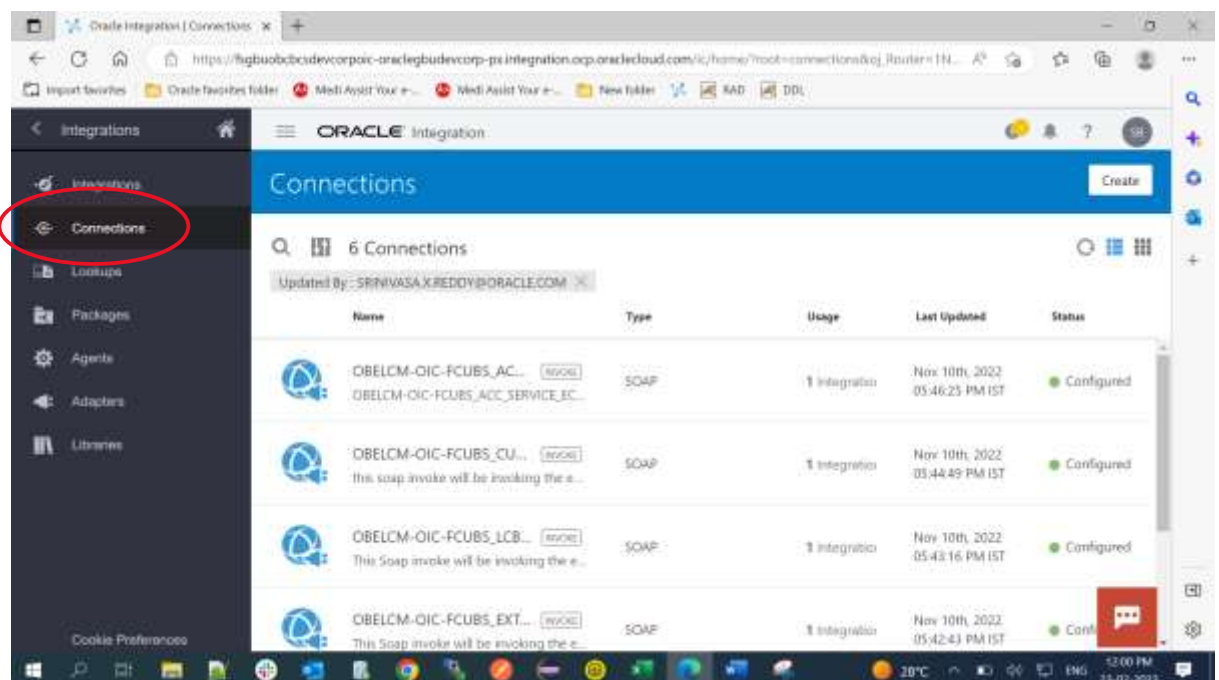 Oracle Integration | Connections
https://fsgbuobcbcsdevcorpoic-oraclegbudevcorp-px.integration.ocp.oraclecloud.com/ic/home/?root=connections&oj_Router=1N...
Import favorites Oracle favorites folder Medi Assist Your e-... Medi Assist Your e-... New folder RAD DDL
Integrations
ORACLE Integration
? SR
Integrations
Connections
Create
Connections
6 Connections
Lookups
Updated By : SRINIVASA.X.REDDY@ORACLE.COM
Packages
Name Type Usage Last Updated Status
Agents
OBELCM-OIC-FCUBS_AC... INVOKE
OBELCM-OIC-FCUBS_ACC_SERVICE_EC...
SOAP
1 integration
Nov 10th, 2022
05:46:25 PM IST
Configured
Adapters
Libraries
OBELCM-OIC-FCUBS_CU... INVOKE
this soap invoke will be invoking the e...
SOAP
1 integration
Nov 10th, 2022
05:44:49 PM IST
Configured
OBELCM-OIC-FCUBS_LCB... INVOKE
This Soap invoke will be invoking the e...
SOAP
1 integration
Nov 10th, 2022
05:43:16 PM IST
Configured
OBELCM-OIC-FCUBS_EXT... INVOKE
This Soap invoke will be invoking the e...
SOAP
1 integration
Nov 10th, 2022
05:42:43 PM IST
Cookie Preferences
28°C ENG 12:00 PM